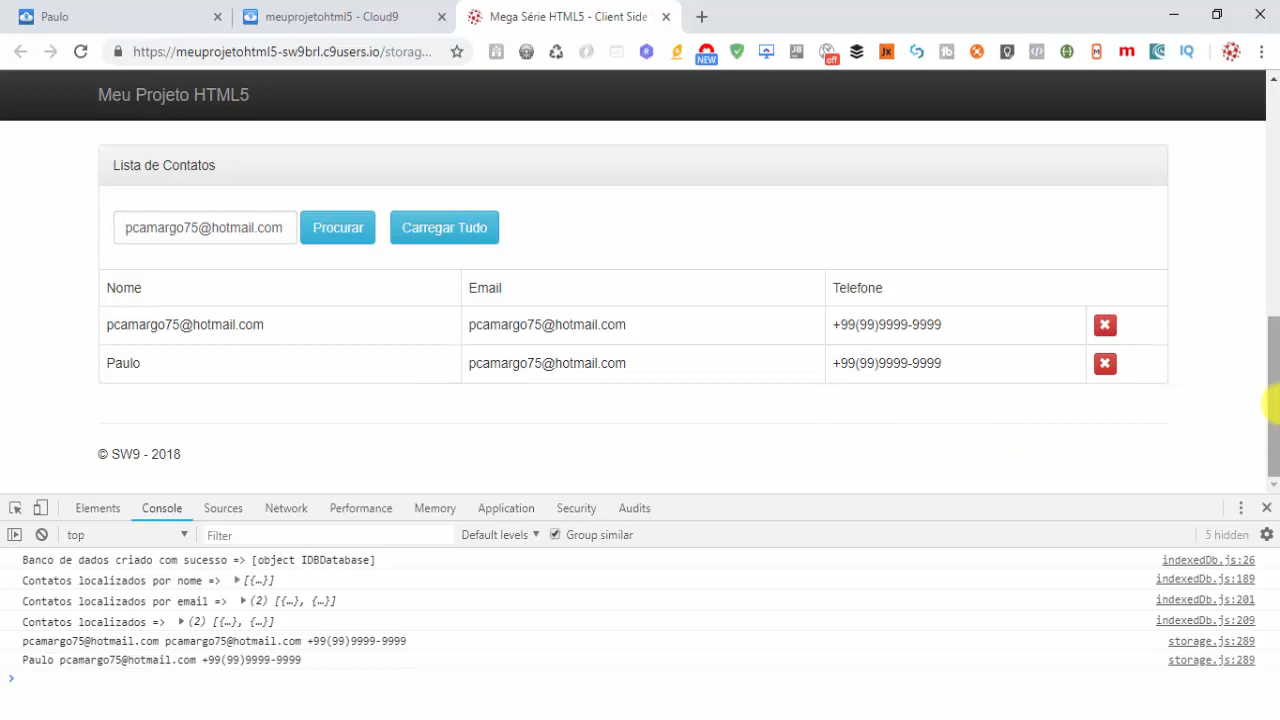 Paulo
meuprojetohtml5 - Cloud9
Mega Série HTML5 - Client Side
https://meuprojetohtml5-sw9brl.c9users.io/storag...
NEW
off
Meu Projeto HTML5
Lista de Contatos
pcamargo75@hotmail.com Procurar Carregar Tudo
Nome Email Telefone
pcamargo75@hotmail.com pcamargo75@hotmail.com +99(99)9999-9999
Paulo pcamargo75@hotmail.com +99(99)9999-9999
© SW9 - 2018
Elements Console Sources Network Performance Memory Application Security Audits
top Filter Default levels Group similar 5 hidden
Banco de dados criado com sucesso => [object IDBDatabase] indexedDb.js:26
Contatos localizados por nome => [{…}] indexedDb.js:189
Contatos localizados por email => (2) [{…}, {…}] indexedDb.js:201
Contatos localizados => (2) [{…}, {…}] indexedDb.js:209
pcamargo75@hotmail.com pcamargo75@hotmail.com +99(99)9999-9999 storage.js:289
Paulo pcamargo75@hotmail.com +99(99)9999-9999 storage.js:289